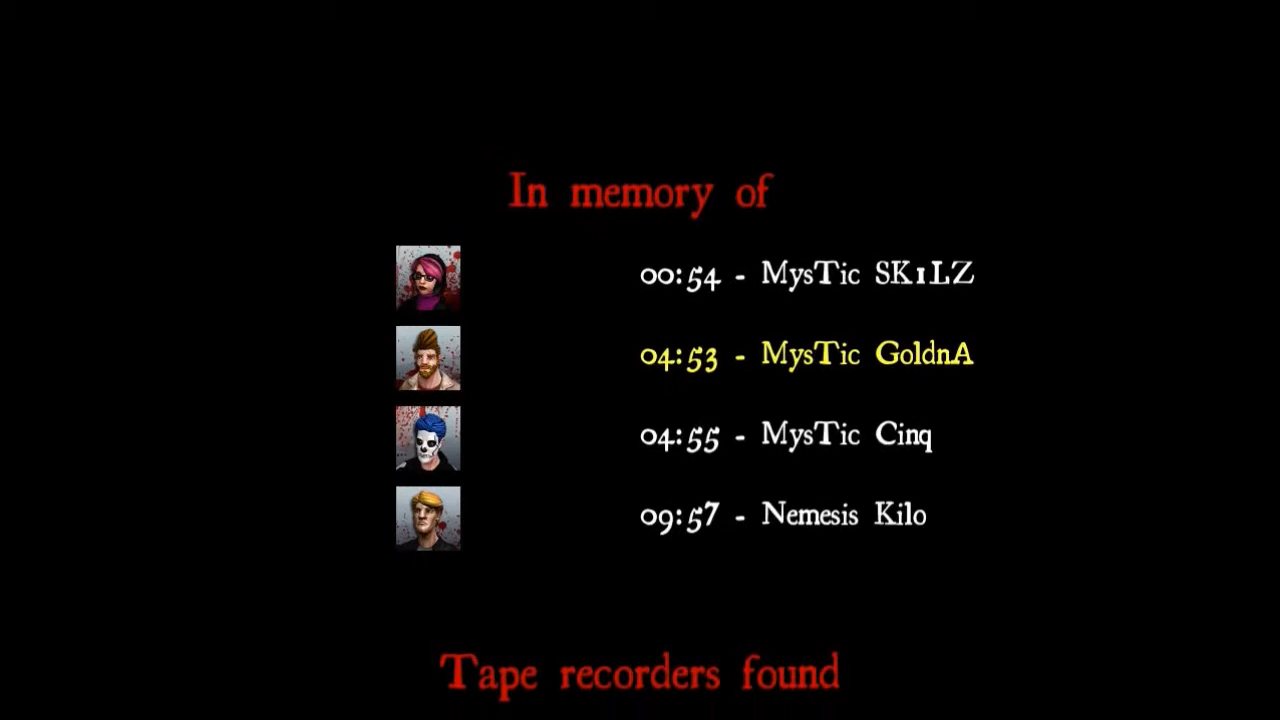 In memory of
00:54 - MysTic SK1LZ
04:53 - MysTic GoldnA
04:55 - MysTic Cinq
09:57 - Nemesis Kilo
Tape recorders found